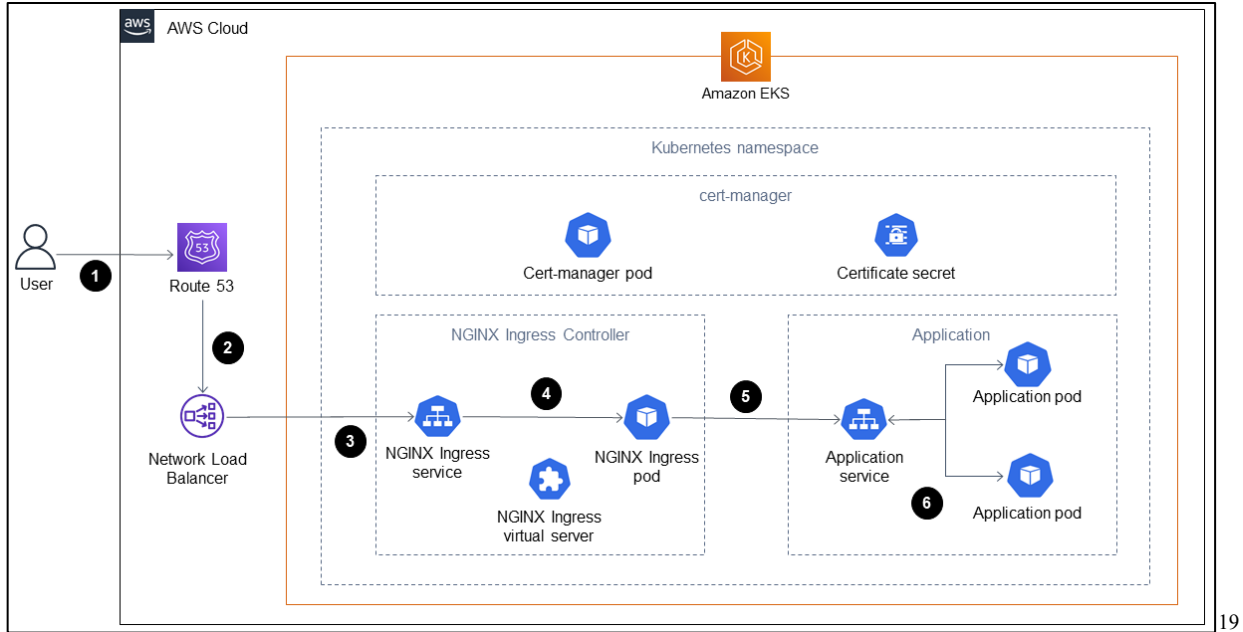 aws
AWS Cloud
K
Amazon EKS
Kubernetes namespace
cert-manager
Cert-manager pod
Certificate secret
User
1
53
Route 53
2
Network Load
Balancer
3
NGINX Ingress Controller
NGINX Ingress
service
4
NGINX Ingress
pod
NGINX Ingress
virtual server
5
Application
Application
service
6
Application pod
Application pod
19